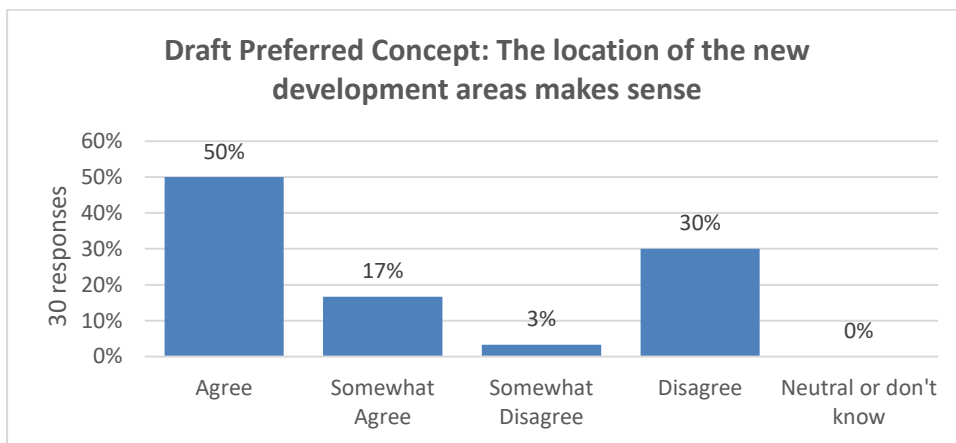 Draft Preferred Concept: The location of the new
development areas makes sense
30 responses
60%
50%
40%
30%
20%
10%
0%
50%
17%
3%
30%
0%
Agree
Somewhat
Agree
Somewhat
Disagree
Disagree
Neutral or don't
know